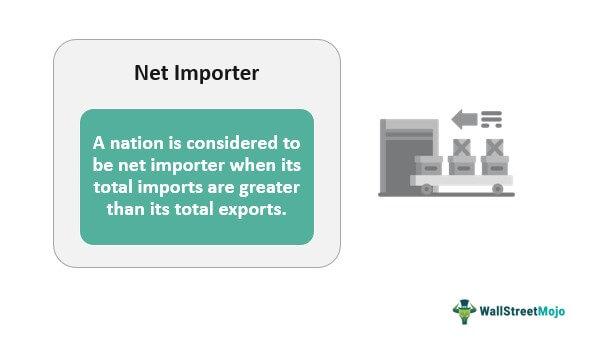 Net Importer
A nation is considered to
be net importer when its
total imports are greater
than its total exports.
WallStreetMojo